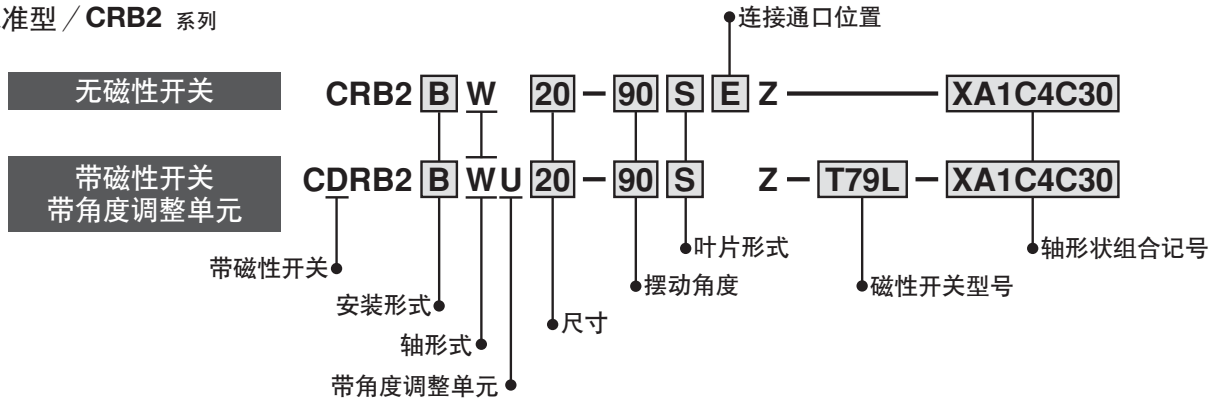 准型／CRB2 系列
连接通口位置
无磁性开关 CRB2 B W 20－90 S E Z XA1C4C30
带磁性开关
带角度调整单元
CDRB2 B W U 20－90 S Z－T79L－XA1C4C30
叶片形式
轴形状组合记号
带磁性开关
摆动角度
磁性开关型号
安装形式
尺寸
轴形式
带角度调整单元